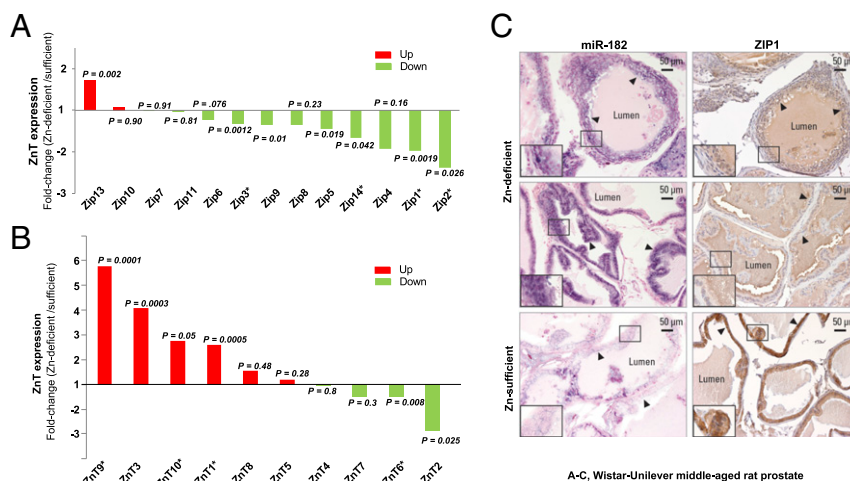 A
ZnT expression
Fold-change (Zn-deficient /sufficient)
2
1
-2
-3
Up
Down
P = 0.002
P = 0.90
P = 0.91
P = 0.81
P = .076
P = 0.0012
P = 0.01
P = 0.23
P = 0.019
P = 0.042
P = 0.16
P = 0.0019
P = 0.026
Zip13
Zip10
Zip7
Zip11
Zip6
Zip3*
Zip9
Zip8
Zip5
Zip14*
Zip4
Zip1*
Zip2*
B
ZnT expression
Fold-change (Zn-deficient /sufficient)
6
5
4
3
2
1
-2
-3
Up
Down
P = 0.0001
P = 0.0003
P = 0.05
P = 0.0005
P = 0.48
P = 0.28
P = 0.8
P = 0.3
P = 0.008
P = 0.025
ZnT9*
ZnT3
ZnT10*
ZnT1*
ZnT8
ZnT5
ZnT4
ZnT7
ZnT6*
ZnT2
C
miR-182
ZIP1
Zn-deficient
Zn-sufficient
50 µm
Lumen
50 µm
Lumen
Lumen
50 µm
50 µm
Lumen
50 µm
Lumen
50 µm
Lumen
A-C, Wistar-Unilever middle-aged rat prostate